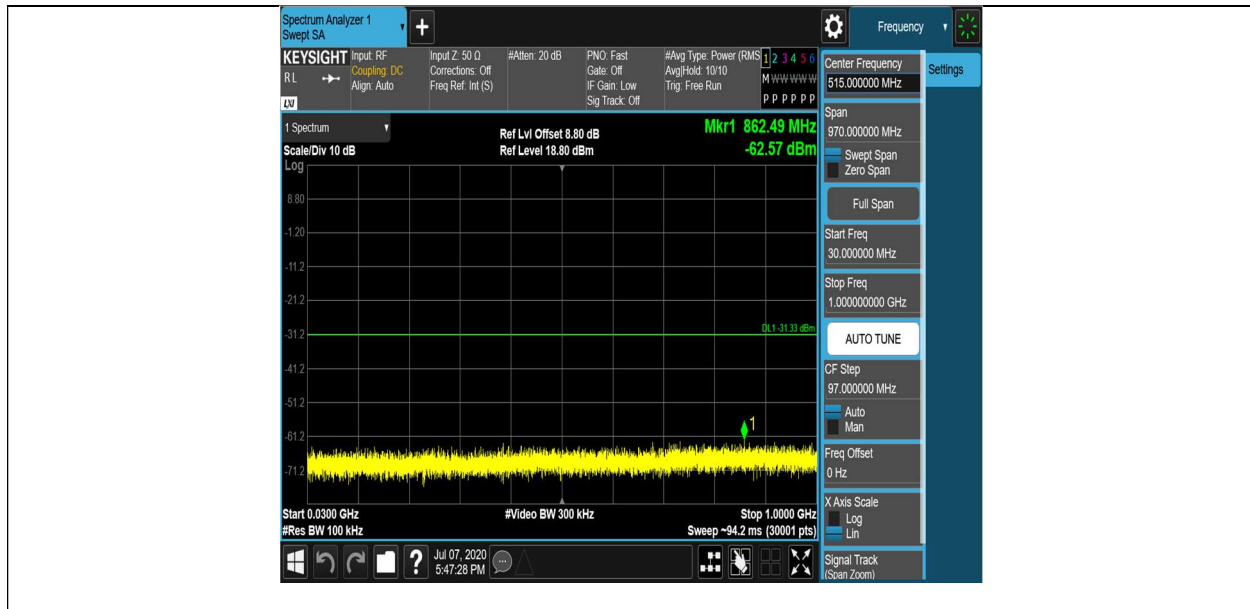 Spectrum Analyzer 1
Swept SA
+
Frequency
KEYSIGHT
RL
LXI
Input: RF
Coupling: DC
Align: Auto
Input Z: 50 Ω
Corrections: Off
Freq Ref: Int (S)
#Atten: 20 dB
PNO: Fast
Gate: Off
IF Gain: Low
Sig Track: Off
#Avg Type: Power (RMS
Avg|Hold: 10/10
Trig: Free Run
1 2 3 4 5 6
M W W W W W
P P P P P P
1 Spectrum
Scale/Div 10 dB
Ref Lvl Offset 8.80 dB
Ref Level 18.80 dBm
Mkr1 862.49 MHz
-62.57 dBm
Log
8.80
-1.20
-11.2
-21.2
-31.2
DL1 -31.33 dBm
-41.2
-51.2
1
-61.2
-71.2
Start 0.0300 GHz
#Video BW 300 kHz
Stop 1.0000 GHz
#Res BW 100 kHz
Sweep ~94.2 ms (30001 pts)
Center Frequency
515.000000 MHz
Settings
Span
970.000000 MHz
Swept Span
Zero Span
Full Span
Start Freq
30.000000 MHz
Stop Freq
1.000000000 GHz
AUTO TUNE
CF Step
97.000000 MHz
Auto
Man
Freq Offset
0 Hz
X Axis Scale
Log
Lin
Signal Track
(Span Zoom)
?
Jul 07, 2020
5:47:28 PM